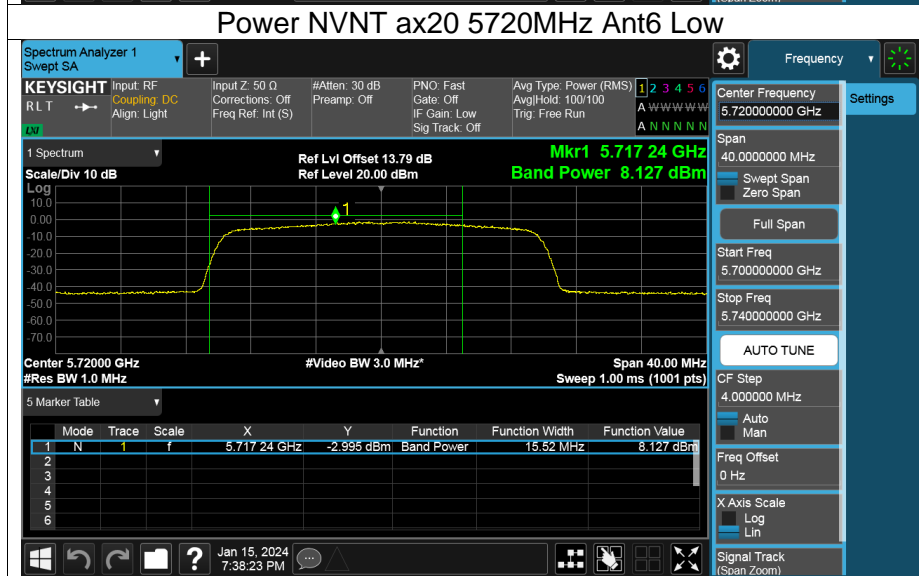 (Span Zoom)
Power NVNT ax20 5720MHz Ant6 Low
Spectrum Analyzer 1
Swept SA
+
Frequency
KEYSIGHT
RLT
LXI
Input: RF
Coupling: DC
Align: Light
Input Z: 50 Ω
Corrections: Off
Freq Ref: Int (S)
#Atten: 30 dB
Preamp: Off
PNO: Fast
Gate: Off
IF Gain: Low
Sig Track: Off
Avg Type: Power (RMS)
Avg|Hold: 100/100
Trig: Free Run
1 2 3 4 5 6
A W W W W W
A N N N N N
Center Frequency
5.720000000 GHz
Settings
1 Spectrum
Scale/Div 10 dB
Ref Lvl Offset 13.79 dB
Ref Level 20.00 dBm
Mkr1 5.717 24 GHz
Band Power 8.127 dBm
Span
40.0000000 MHz
Swept Span
Zero Span
Full Span
Start Freq
5.700000000 GHz
Stop Freq
5.740000000 GHz
AUTO TUNE
CF Step
4.000000 MHz
Auto
Man
Freq Offset
0 Hz
X Axis Scale
Log
Lin
Signal Track
(Span Zoom)
Log
10.0
0.00
-10.0
-20.0
-30.0
-40.0
-50.0
-60.0
-70.0
1
Center 5.72000 GHz
#Res BW 1.0 MHz
#Video BW 3.0 MHz*
Span 40.00 MHz
Sweep 1.00 ms (1001 pts)
5 Marker Table
Mode Trace Scale X Y Function Function Width Function Value
1 N 1 f 5.717 24 GHz -2.995 dBm Band Power 15.52 MHz 8.127 dBm
2
3
4
5
6
?
Jan 15, 2024
7:38:23 PM